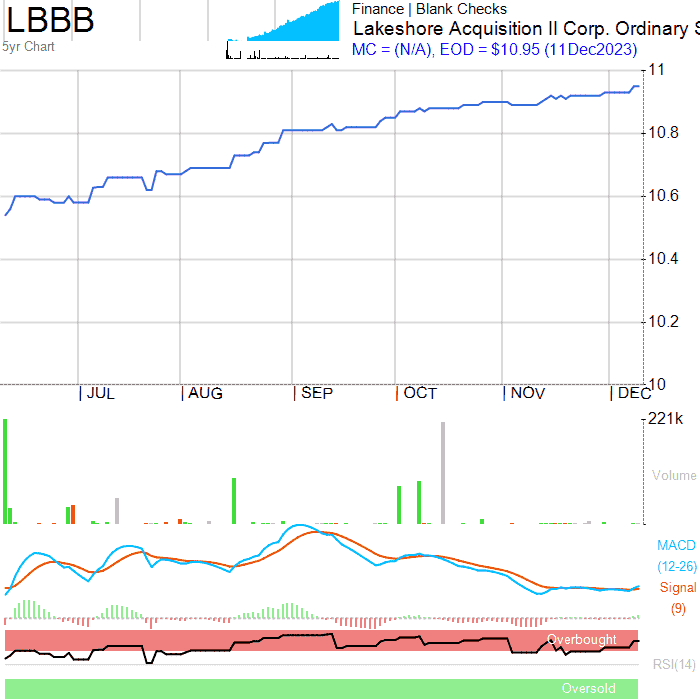 LBBB
5yr Chart
Finance | Blank Checks
Lakeshore Acquisition II Corp. Ordinary S
MC = (N/A), EOD = $10.95 (11Dec2023)
11
10.8
10.6
10.4
10.2
10
JUL AUG SEP OCT NOV DEC
221k
Volume
MACD
(12-26)
Signal
(9)
Overbought
RSI(14)
Oversold